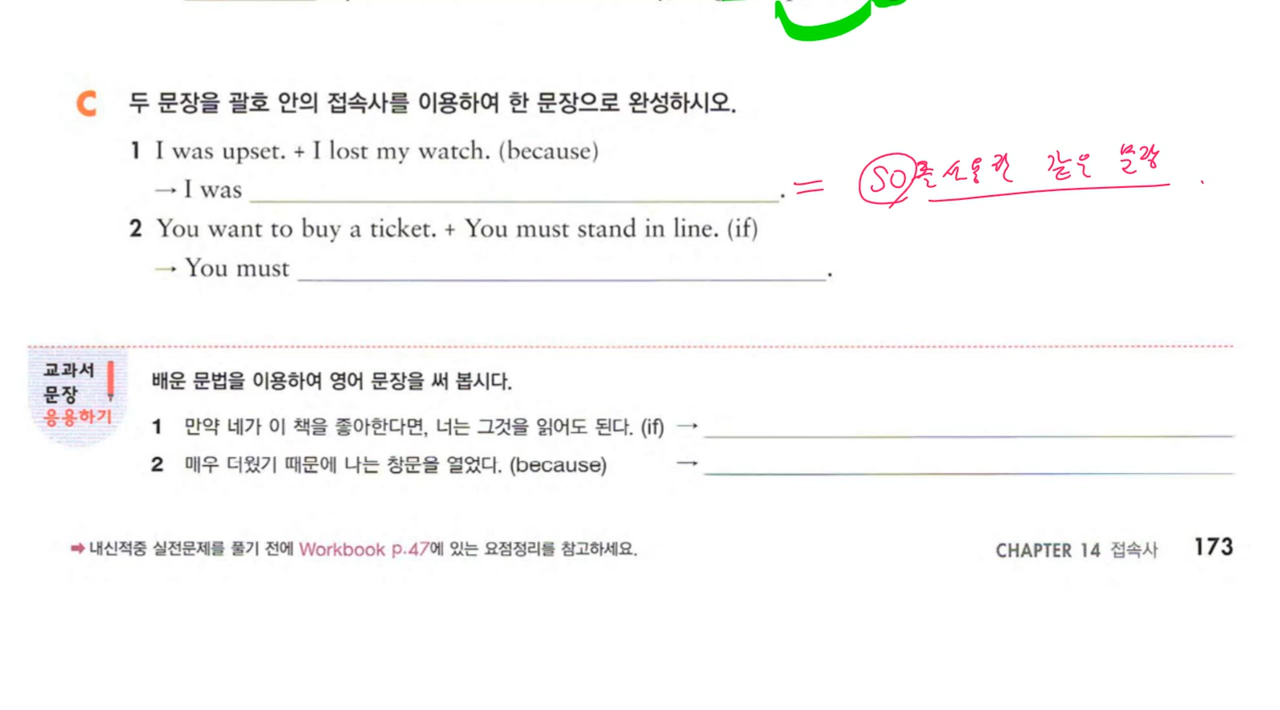 C 두 문장을 괄호 안의 접속사를 이용하여 한 문장으로 완성하시오.
1 I was upset. + I lost my watch. (because)
→ I was ____. = SO를 사용한 같은 문장.
2 You want to buy a ticket. + You must stand in line. (if)
→ You must ____.
교과서
문장
응용하기
배운 문법을 이용하여 영어 문장을 써 봅시다.
1 만약 네가 이 책을 좋아한다면, 너는 그것을 읽어도 된다. (if) →
2 매우 더웠기 때문에 나는 창문을 열었다. (because) →
➡ 내신적중 실전문제를 풀기 전에 Workbook p.47에 있는 요점정리를 참고하세요.
CHAPTER 14 접속사 173